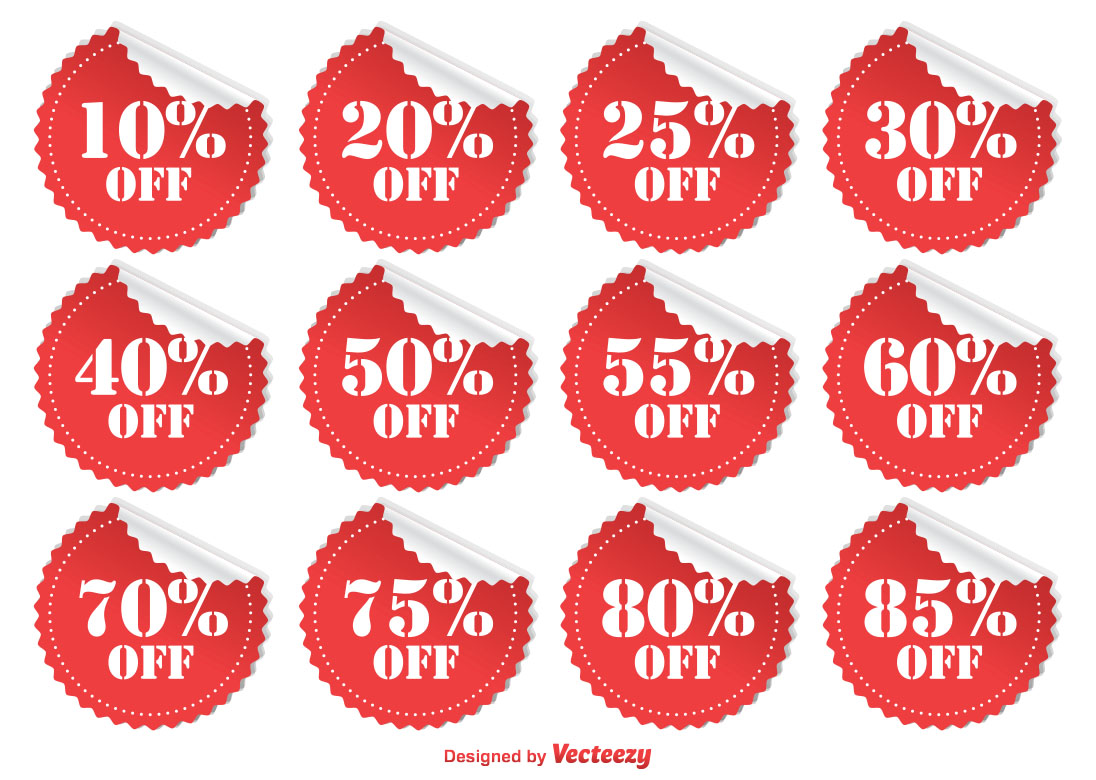 10%
OFF
20%
OFF
25%
OFF
30%
OFF
40%
OFF
50%
OFF
55%
OFF
60%
OFF
70%
OFF
75%
OFF
80%
OFF
85%
OFF
Designed by Vecteezy